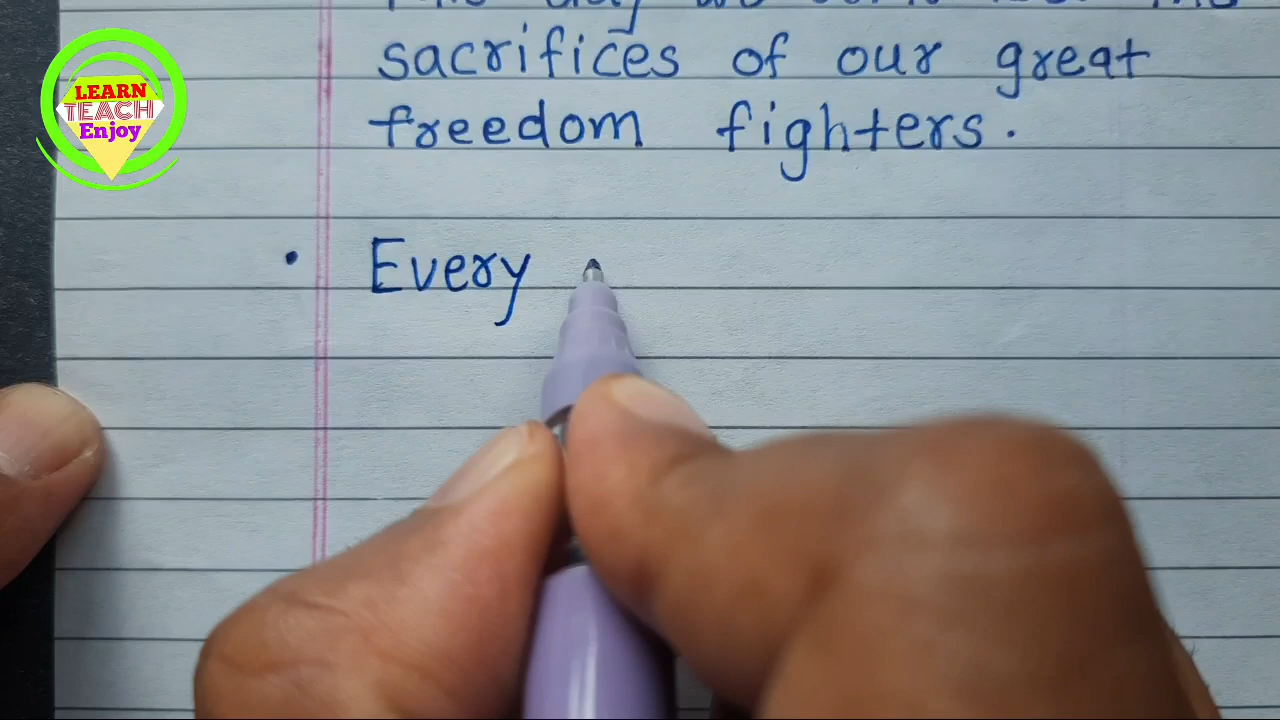 sacrifices of our great
freedom fighters.
• Every
LEARN
TEACH
Enjoy